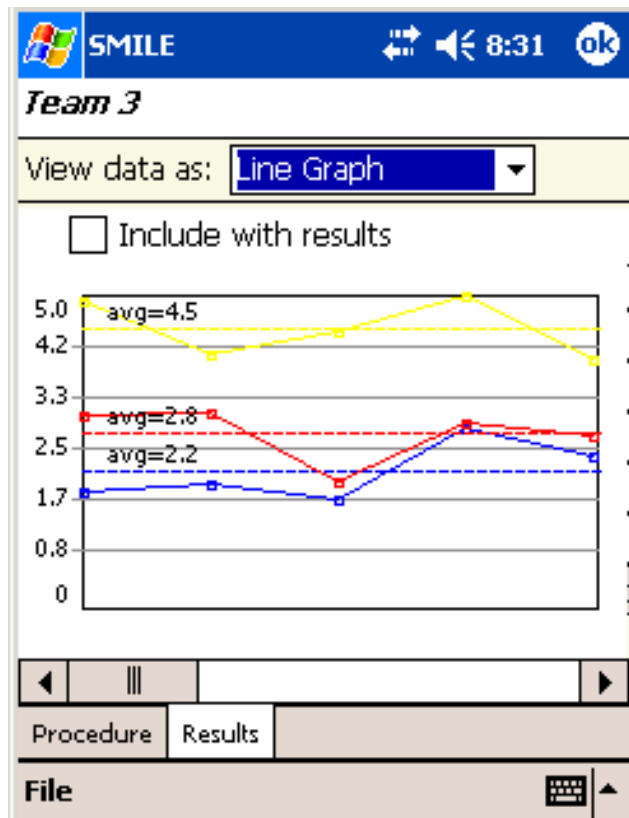 SMILE 8:31 ok
Team 3
View data as: Line Graph
Include with results
5.0
avg=4.5
4.2
3.3
avg=2.8
2.5
avg=2.2
1.7
0.8
0
Procedure Results
File